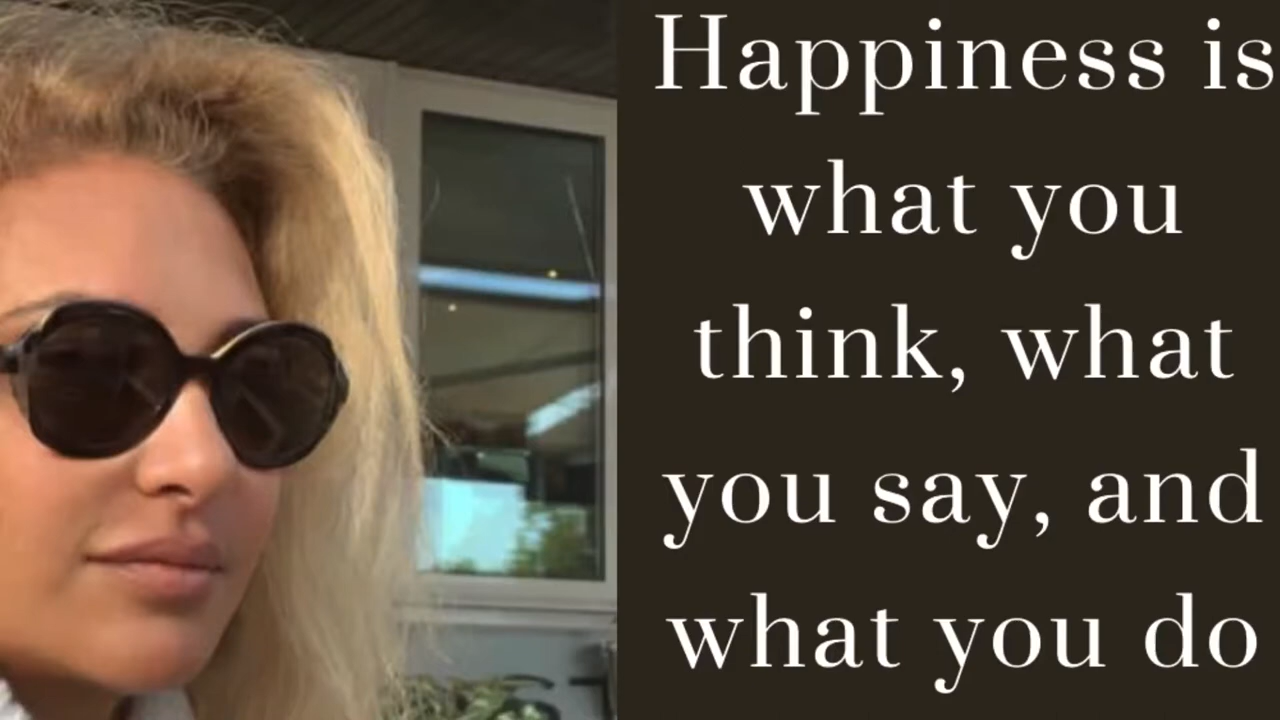 Happiness is
what you
think, what
you say, and
what you do